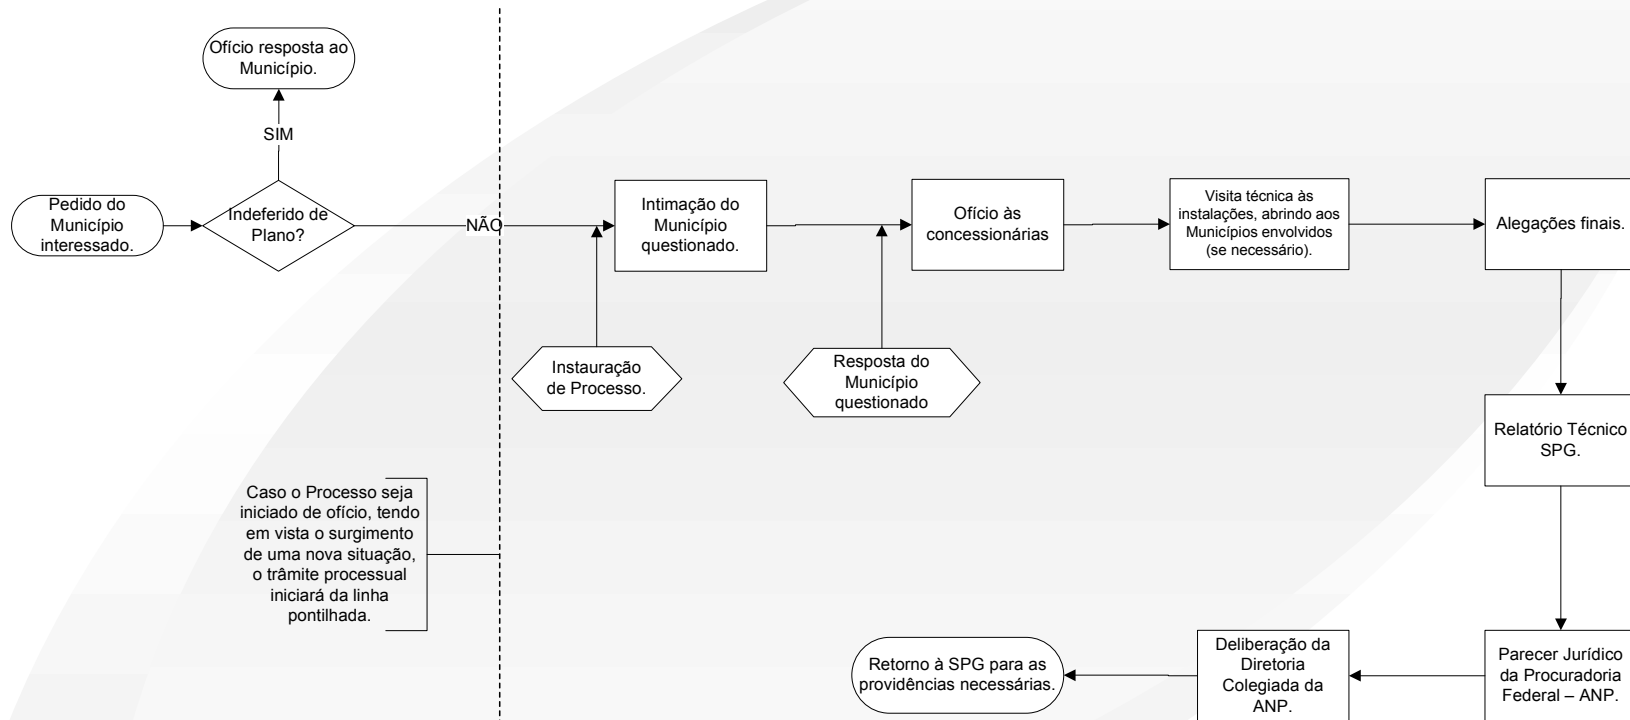 Ofício resposta ao
Município.
SIM
Pedido do
Município
interessado.
Indeferido de
Plano?
NÃO
Intimação do
Município
questionado.
Ofício às
concessionárias
Visita técnica às
instalações, abrindo aos
Municípios envolvidos
(se necessário).
Alegações finais.
Instauração
de Processo.
Resposta do
Município
questionado
Relatório Técnico
SPG.
Caso o Processo seja
iniciado de ofício, tendo
em vista o surgimento
de uma nova situação,
o trâmite processual
iniciará da linha
pontilhada.
Retorno à SPG para as
providências necessárias.
Deliberação da
Diretoria
Colegiada da
ANP.
Parecer Jurídico
da Procuradoria
Federal – ANP.